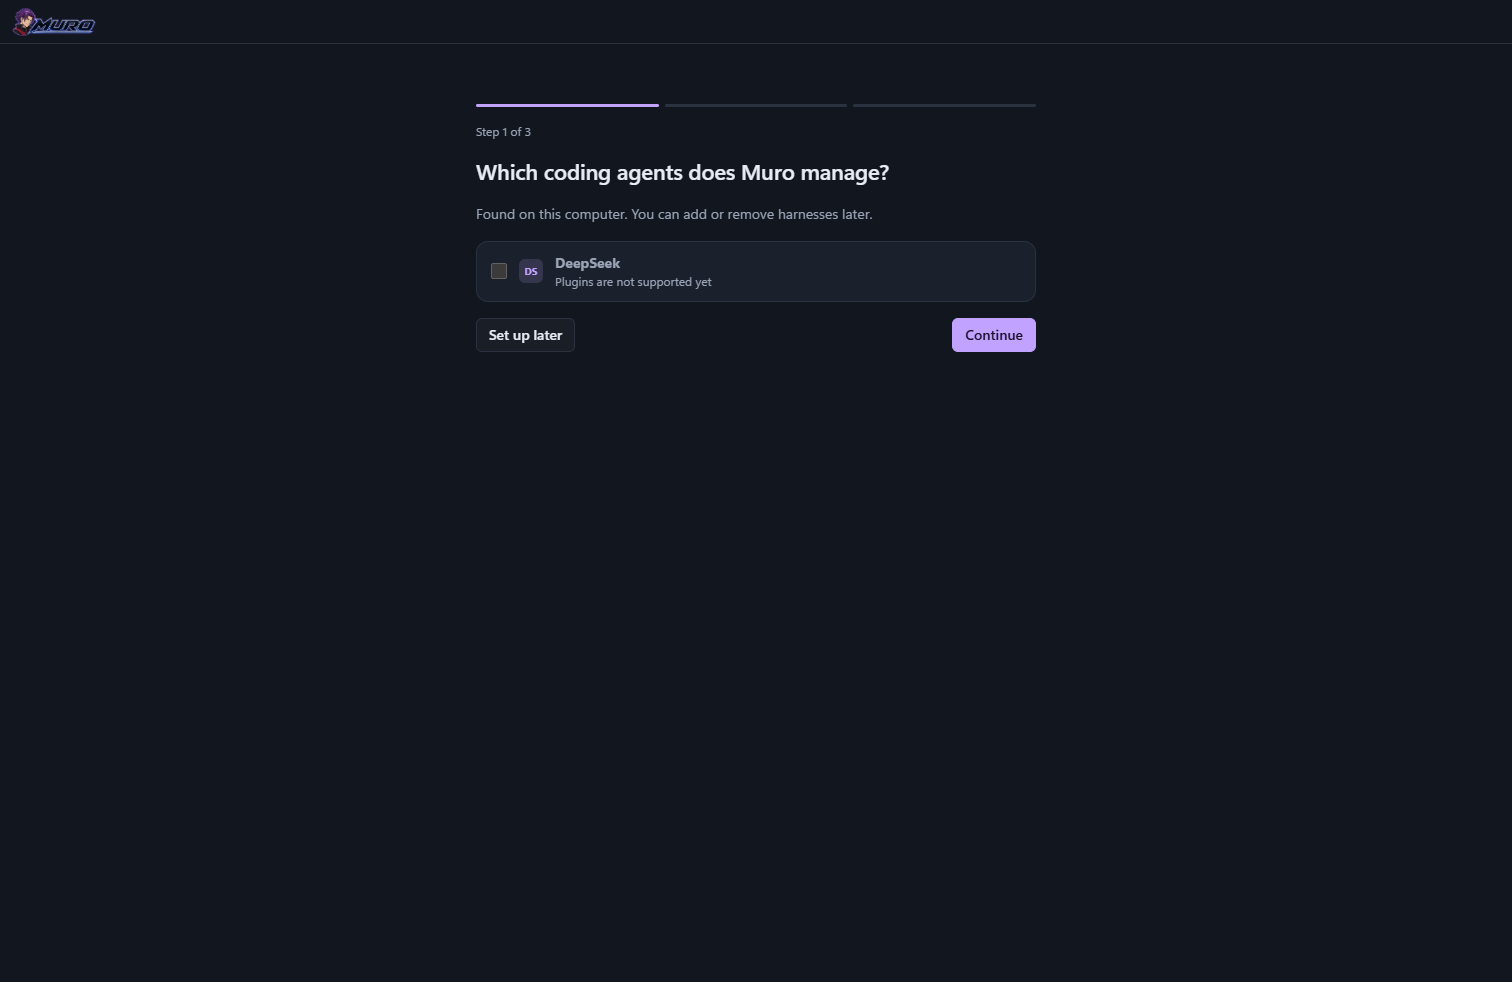 MURO
Step 1 of 3
Which coding agents does Muro manage?
Found on this computer. You can add or remove harnesses later.
DS
DeepSeek
Plugins are not supported yet
Set up later
Continue